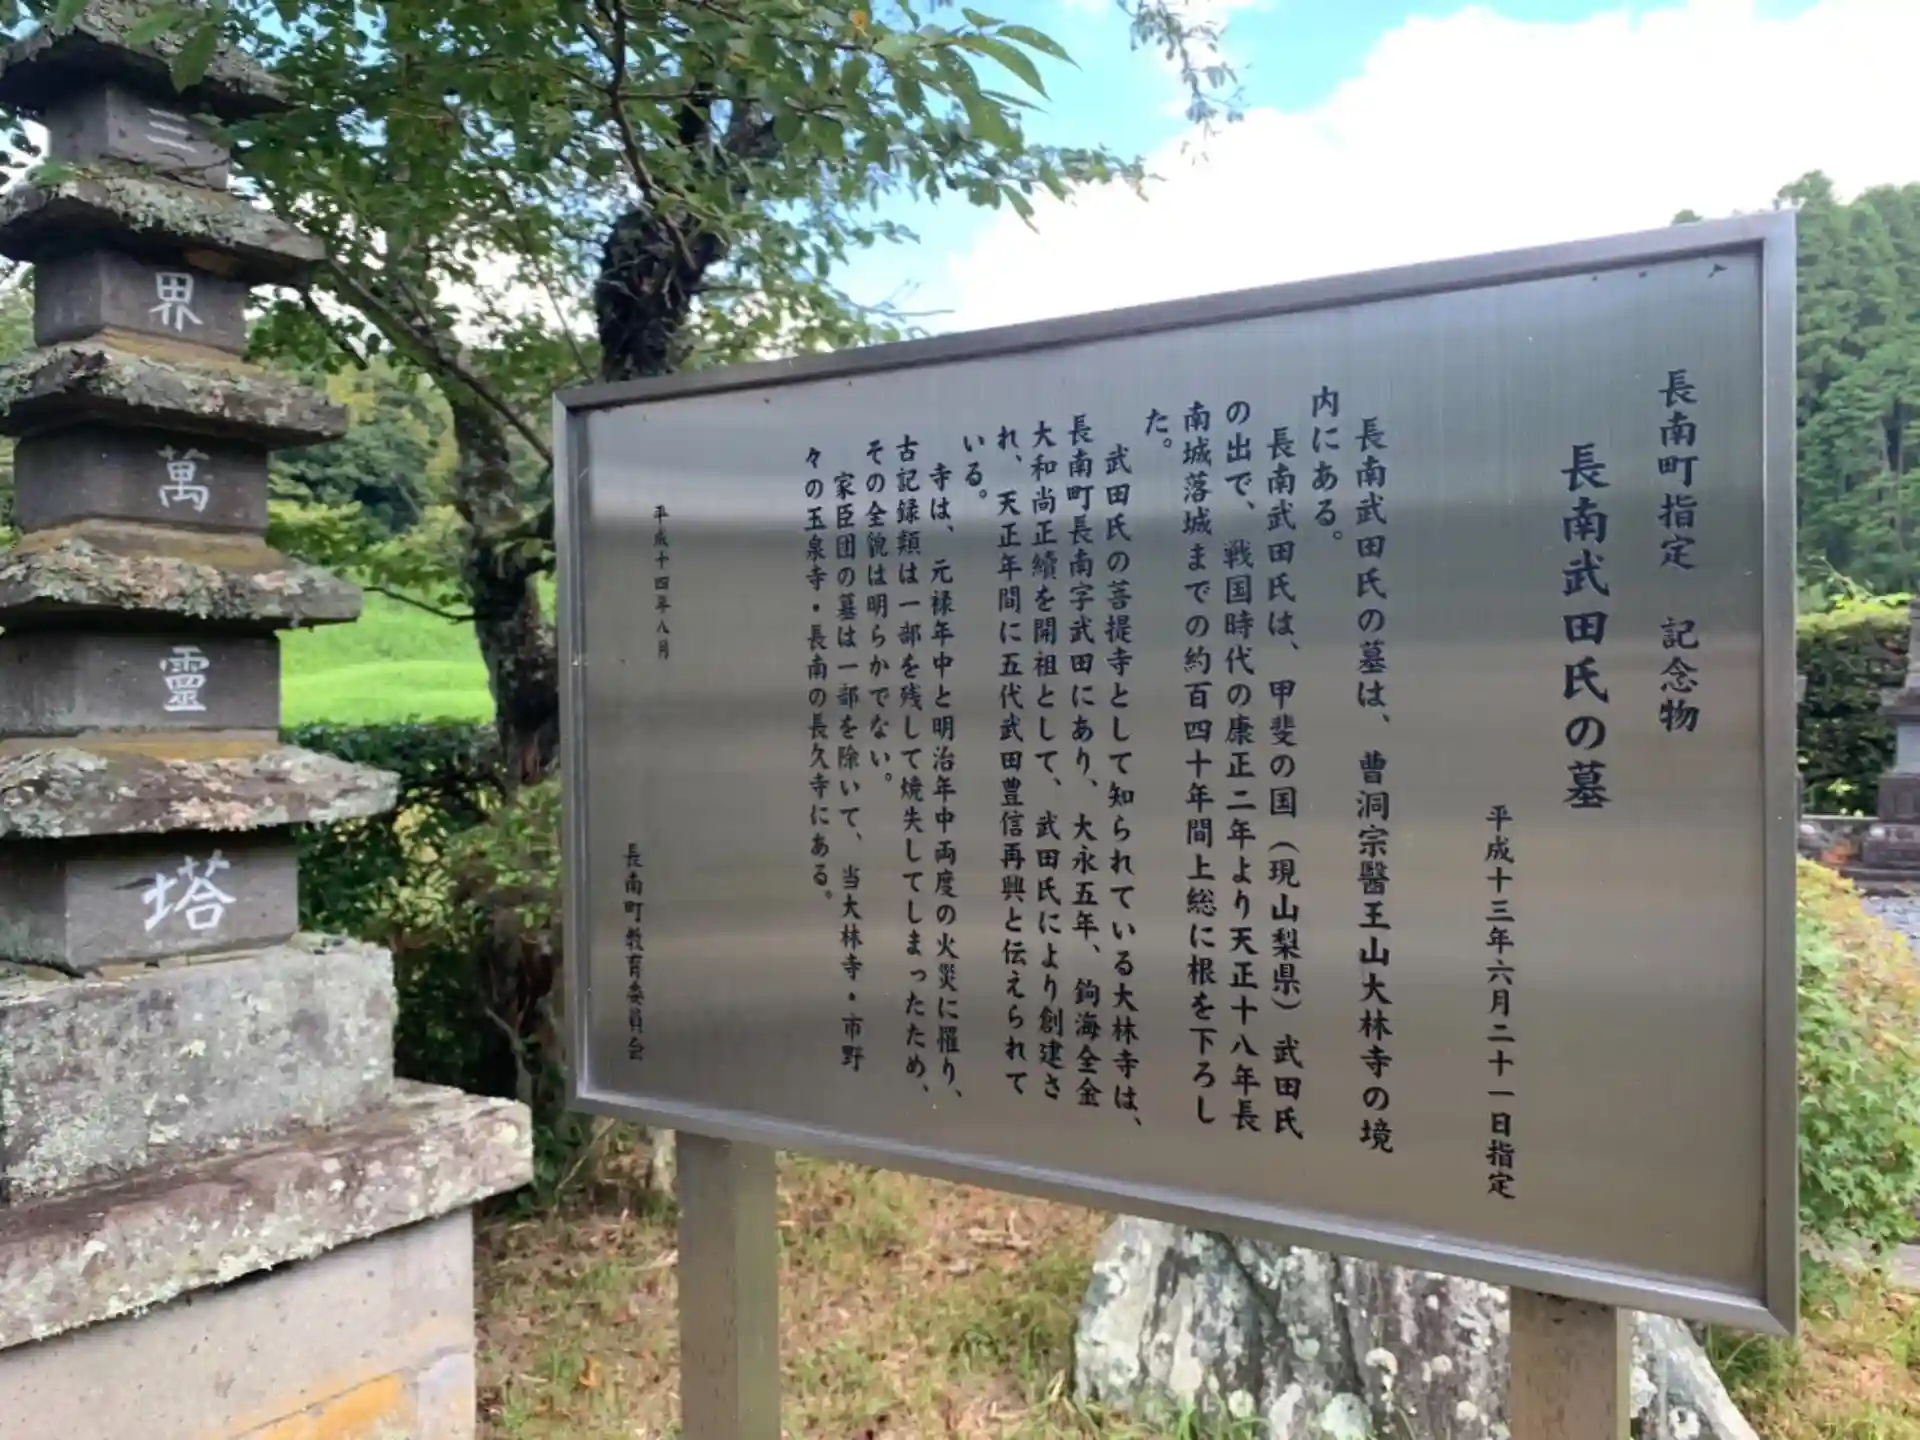 長南町指定　記念物
長南武田氏の墓
平成十三年六月二十一日指定
長南武田氏の墓は、曹洞宗醫王山大林寺の境
内にある。
長南武田氏は、甲斐の国（現山梨県）武田氏
の出で、戦国時代の康正二年より天正十八年長
南城落城までの約百四十年間上総に根を下ろし
た。
武田氏の菩提寺として知られている大林寺は、
長南町長南字武田にあり、大永五年、鉤海全金
大和尚正續を開祖として、武田氏により創建さ
れ、天正年間に五代武田豊信再興と伝えられて
いる。
寺は、元禄年中と明治年中両度の火災に罹り、
古記録類は一部を残して焼失してしまったため、
その全貌は明らかでない。
家臣団の墓は一部を除いて、当大林寺・市野
々の玉泉寺・長南の長久寺にある。
平成十四年八月
長南町教育委員会
三
界
萬
靈
塔